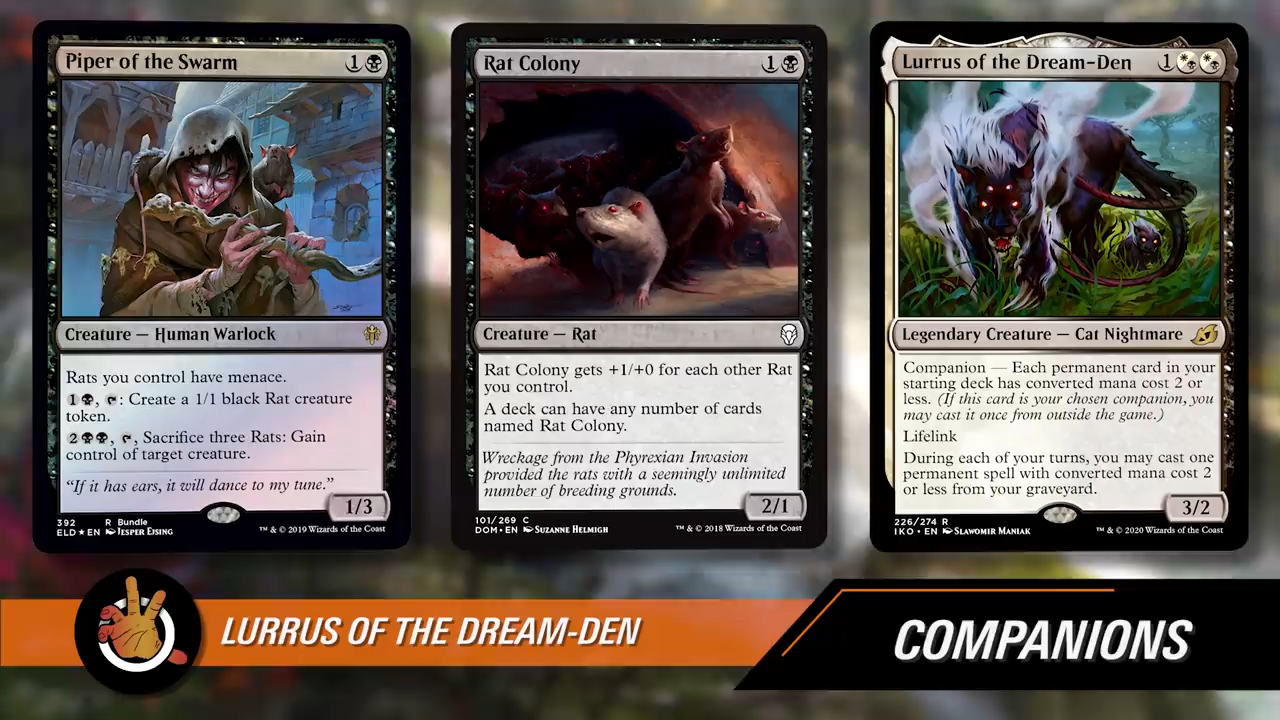 Piper of the Swarm 1
Creature — Human Warlock
Rats you control have menace.
1, : Create a 1/1 black Rat creature
token.
2, , Sacrifice three Rats: Gain
control of target creature.
“If it has ears, it will dance to my tune.”
1/3
392 R Bundle
ELD ★ EN Jesper Ejsing
™ & © 2019 Wizards of the Coast
Rat Colony 1
Creature — Rat
Rat Colony gets +1/+0 for each other Rat
you control.
A deck can have any number of cards
named Rat Colony.
Wreckage from the Phyrexian Invasion
provided the rats with a seemingly unlimited
number of breeding grounds.
2/1
101/269 C
DOM • EN Suzanne Helmigh
™ & © 2018 Wizards of the Coast
Lurrus of the Dream-Den 1
Legendary Creature — Cat Nightmare
Companion — Each permanent card in your
starting deck has converted mana cost 2 or
less. (If this card is your chosen companion, you
may cast it once from outside the game.)
Lifelink
During each of your turns, you may cast one
permanent spell with converted mana cost 2
or less from your graveyard.
3/2
226/274 R
IKO • EN Slawomir Maniak
™ & © 2020 Wizards of the Coast
LURRUS OF THE DREAM-DEN
COMPANIONS